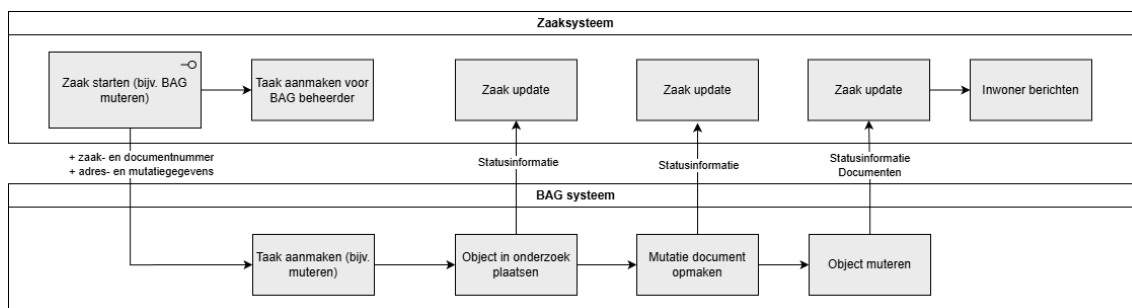 Zaaksysteem
Zaak starten (bijv. BAG
muteren)
Taak aanmaken voor
BAG beheerder
Zaak update
Zaak update
Zaak update
Inwoner berichten
+ zaak- en documentnummer
+ adres- en mutatiegegevens
Statusinformatie
Statusinformatie
Statusinformatie
Documenten
BAG systeem
Taak aanmaken (bijv.
muteren)
Object in onderzoek
plaatsen
Mutatie document
opmaken
Object muteren